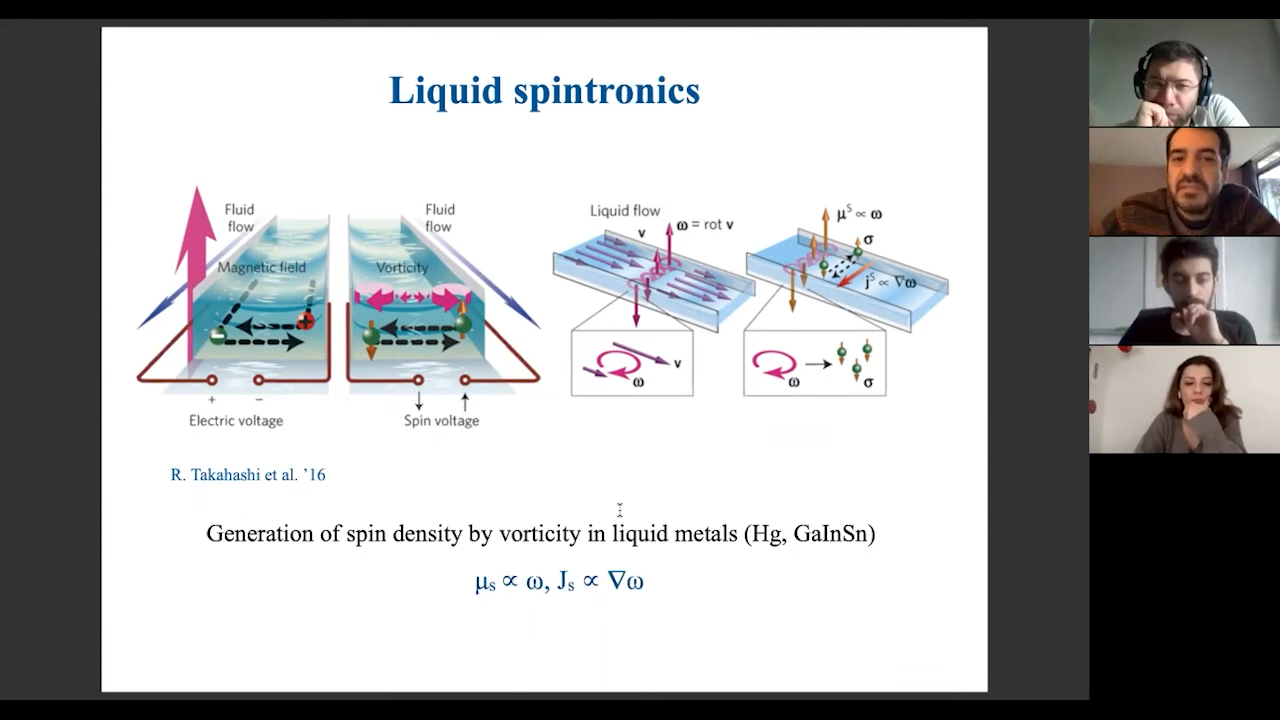 Liquid spintronics
Fluid
flow
Magnetic field
− +
+ −
Electric voltage
Fluid
flow
Vorticity
Spin voltage
Liquid flow
v
ω = rot v
v
ω
μˢ ∝ ω
σ
jˢ ∝ ∇ω
ω
σ
R. Takahashi et al. ’16
Generation of spin density by vorticity in liquid metals (Hg, GaInSn)
μₛ ∝ ω, Jₛ ∝ ∇ω